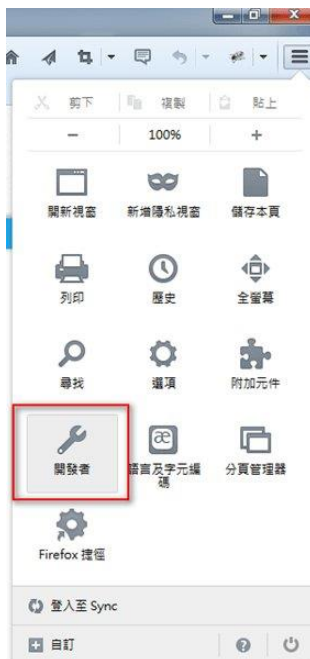 剪下 複製 貼上
− 100% +
開新視窗 新增隱私視窗 儲存本頁
列印 歷史 全螢幕
尋找 選項 附加元件
開發者 語言及字元編碼 分頁管理器
Firefox 捷徑
登入至 Sync
自訂